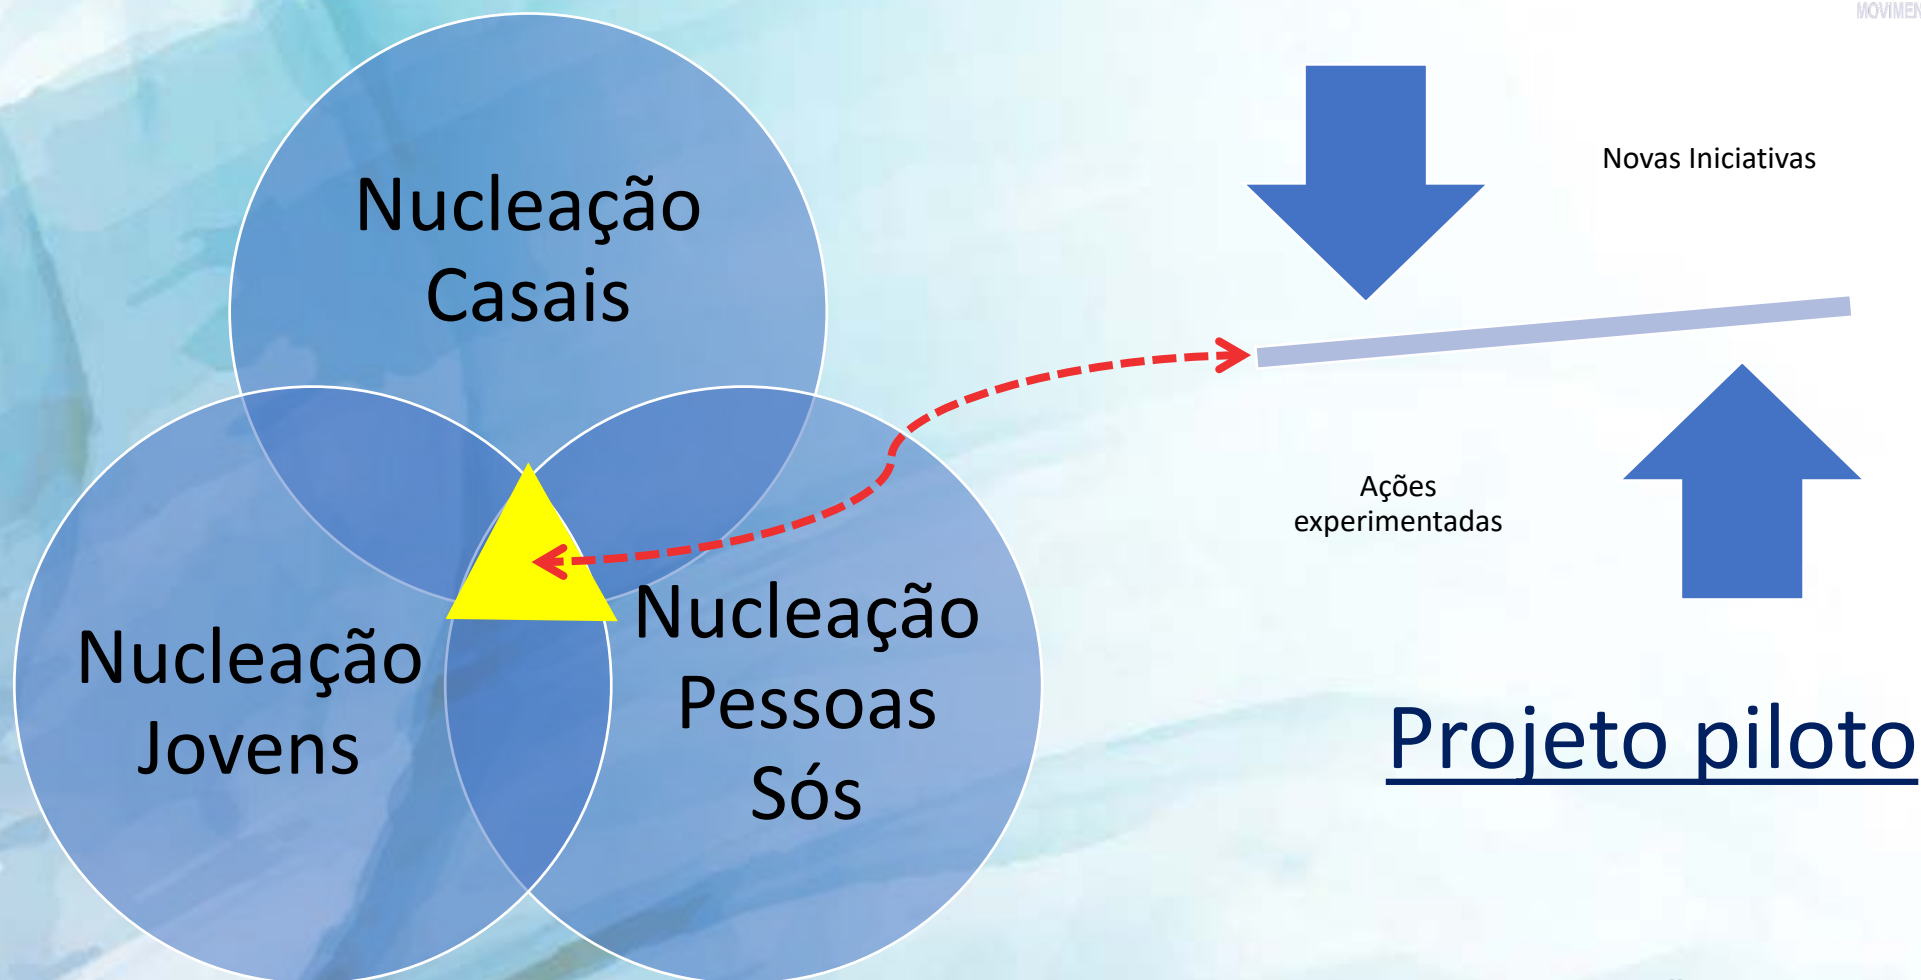 Nucleação
Casais
Nucleação
Jovens
Nucleação
Pessoas
Sós
Novas Iniciativas
Ações
experimentadas
Projeto piloto